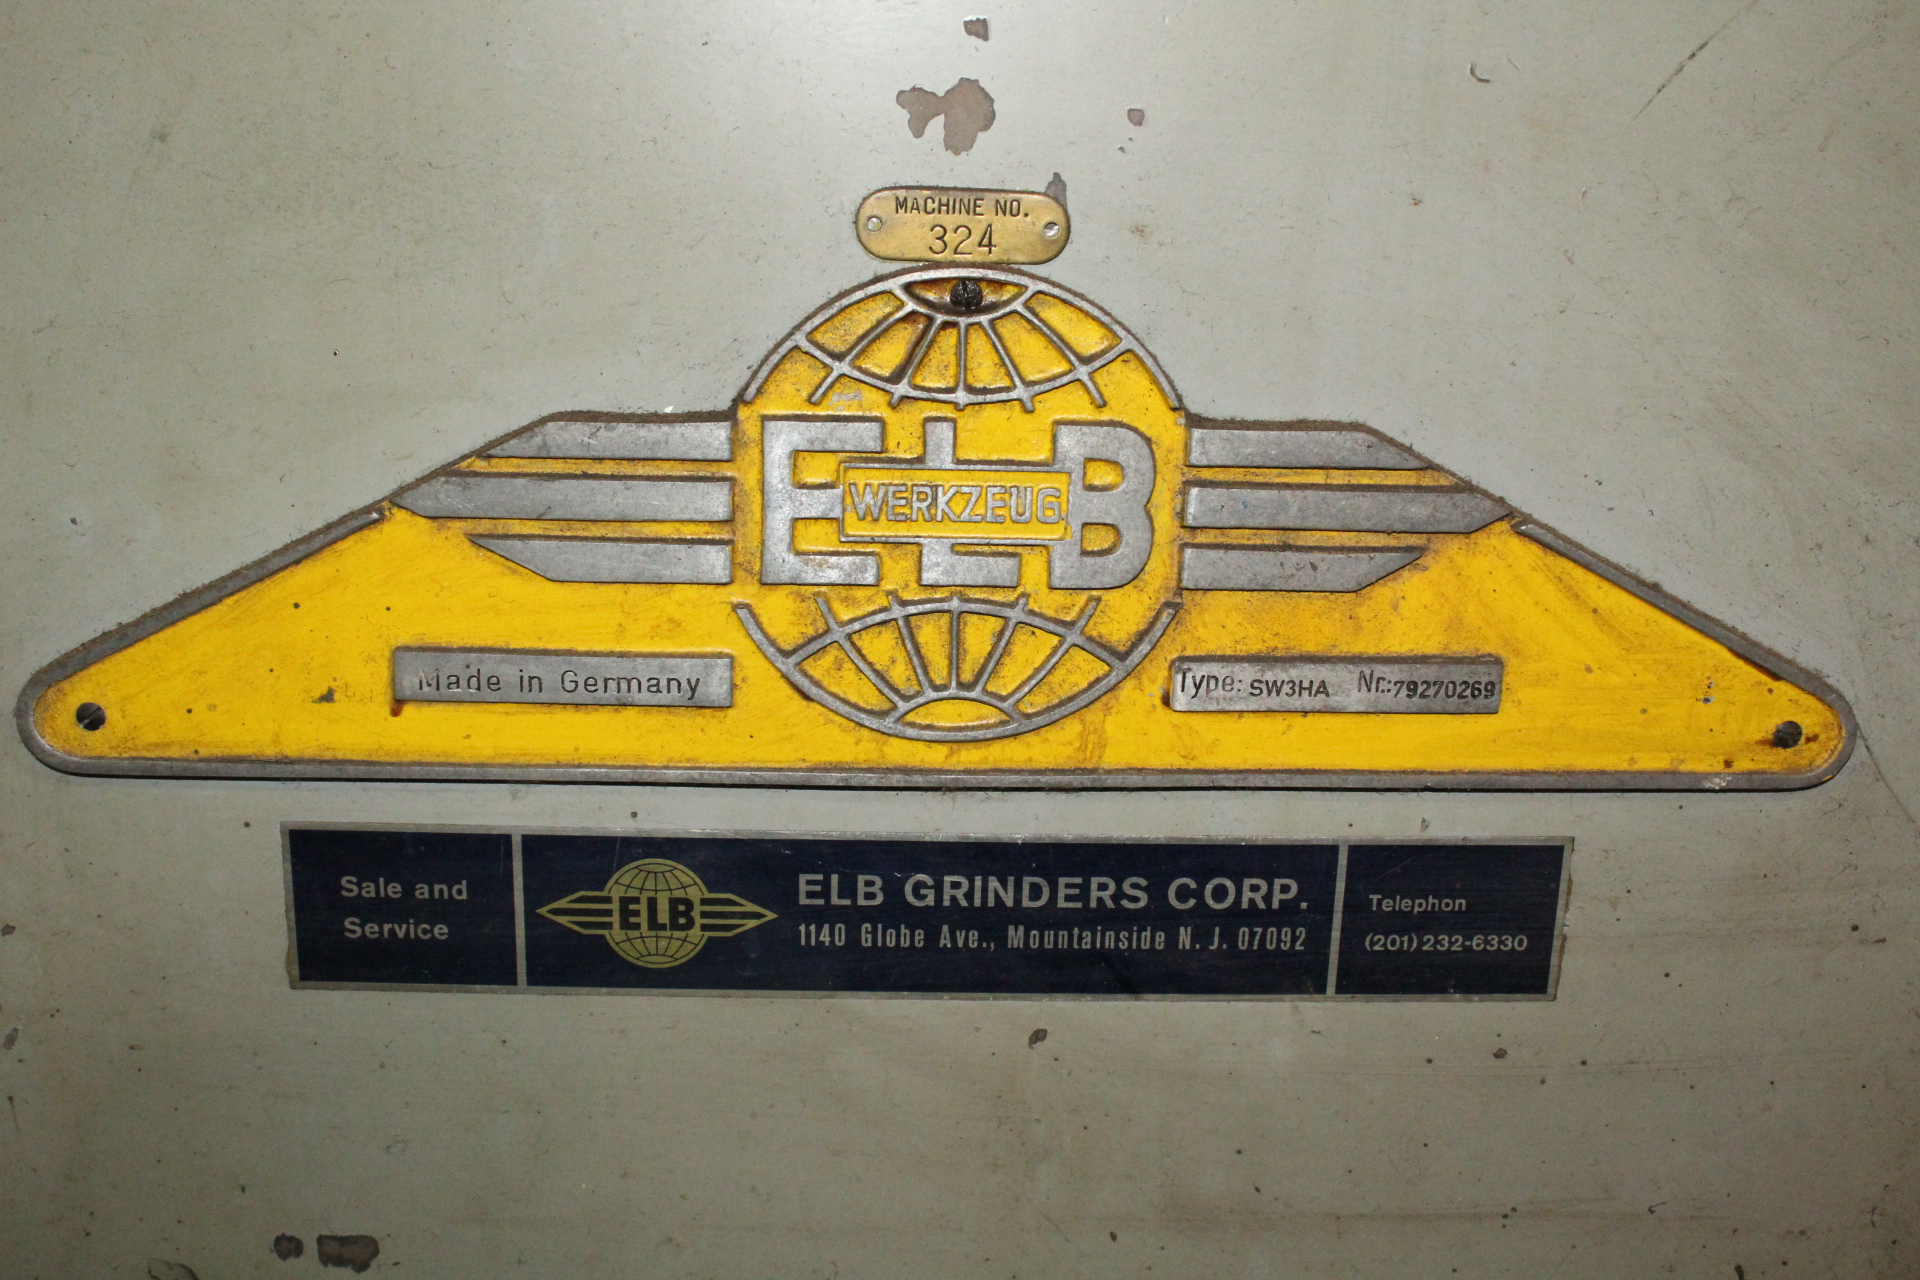 MACHINE NO.
324
ELB
WERKZEUG
Made in Germany
Type: SW3HA Nr.: 79270269
Sale and
Service
ELB
ELB GRINDERS CORP.
1140 Globe Ave., Mountainside N. J. 07092
Telephon
(201) 232-6330